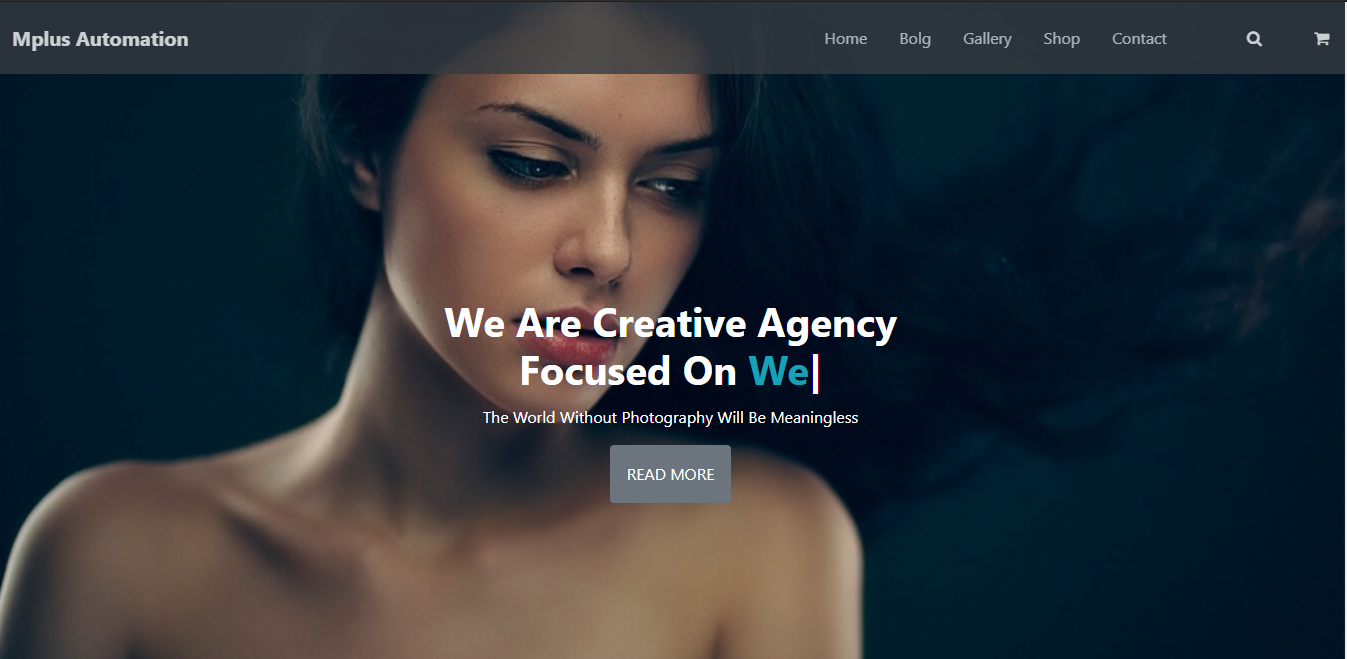 Mplus Automation
Home Bolg Gallery Shop Contact
We Are Creative Agency
Focused On We|
The World Without Photography Will Be Meaningless
READ MORE